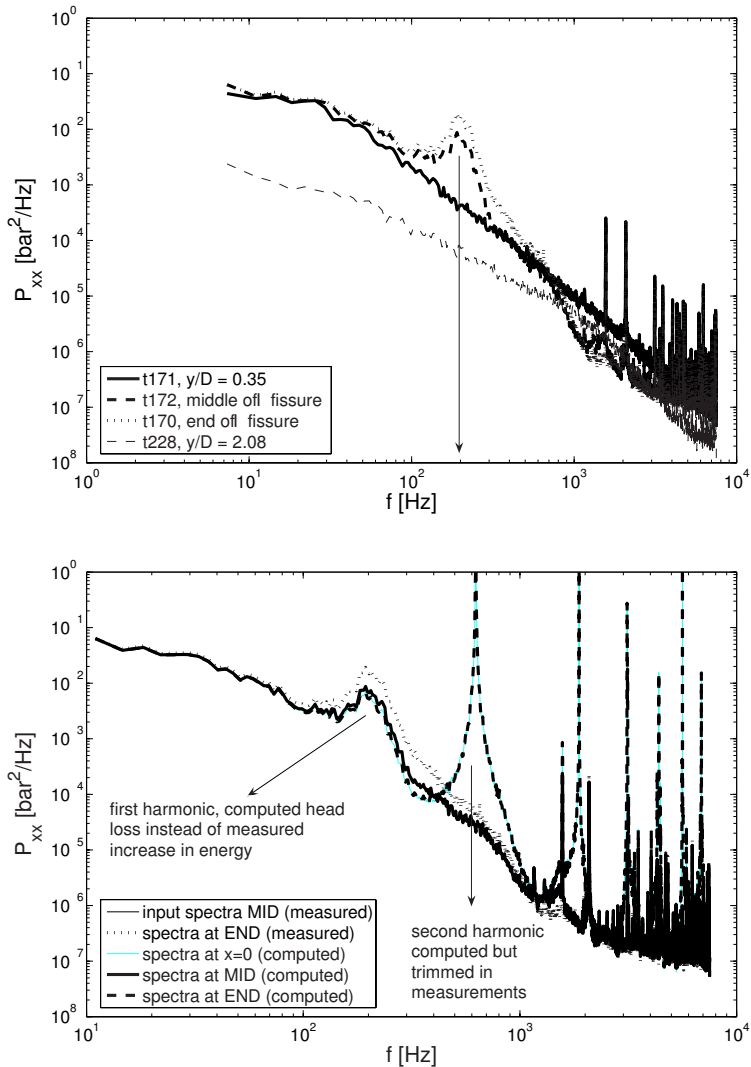 10^0
10^1
10^2
10^3
10^4
10^5
10^6
10^7
10^8
P_xx [bar^2/Hz]
t171, y/D = 0.35
t172, middle off fissure
t170, end off fissure
t228, y/D = 2.08
10^0 10^1 10^2 10^3 10^4
f [Hz]
10^0
10^1
10^2
10^3
10^4
10^5
10^6
10^7
10^8
P_xx [bar^2/Hz]
first harmonic, computed head
loss instead of measured
increase in energy
input spectra MID (measured)
spectra at END (measured)
spectra at x=0 (computed)
spectra at MID (computed)
spectra at END (computed)
second harmonic
computed but
trimmed in
measurements
10^1 10^2 10^3 10^4
f [Hz]